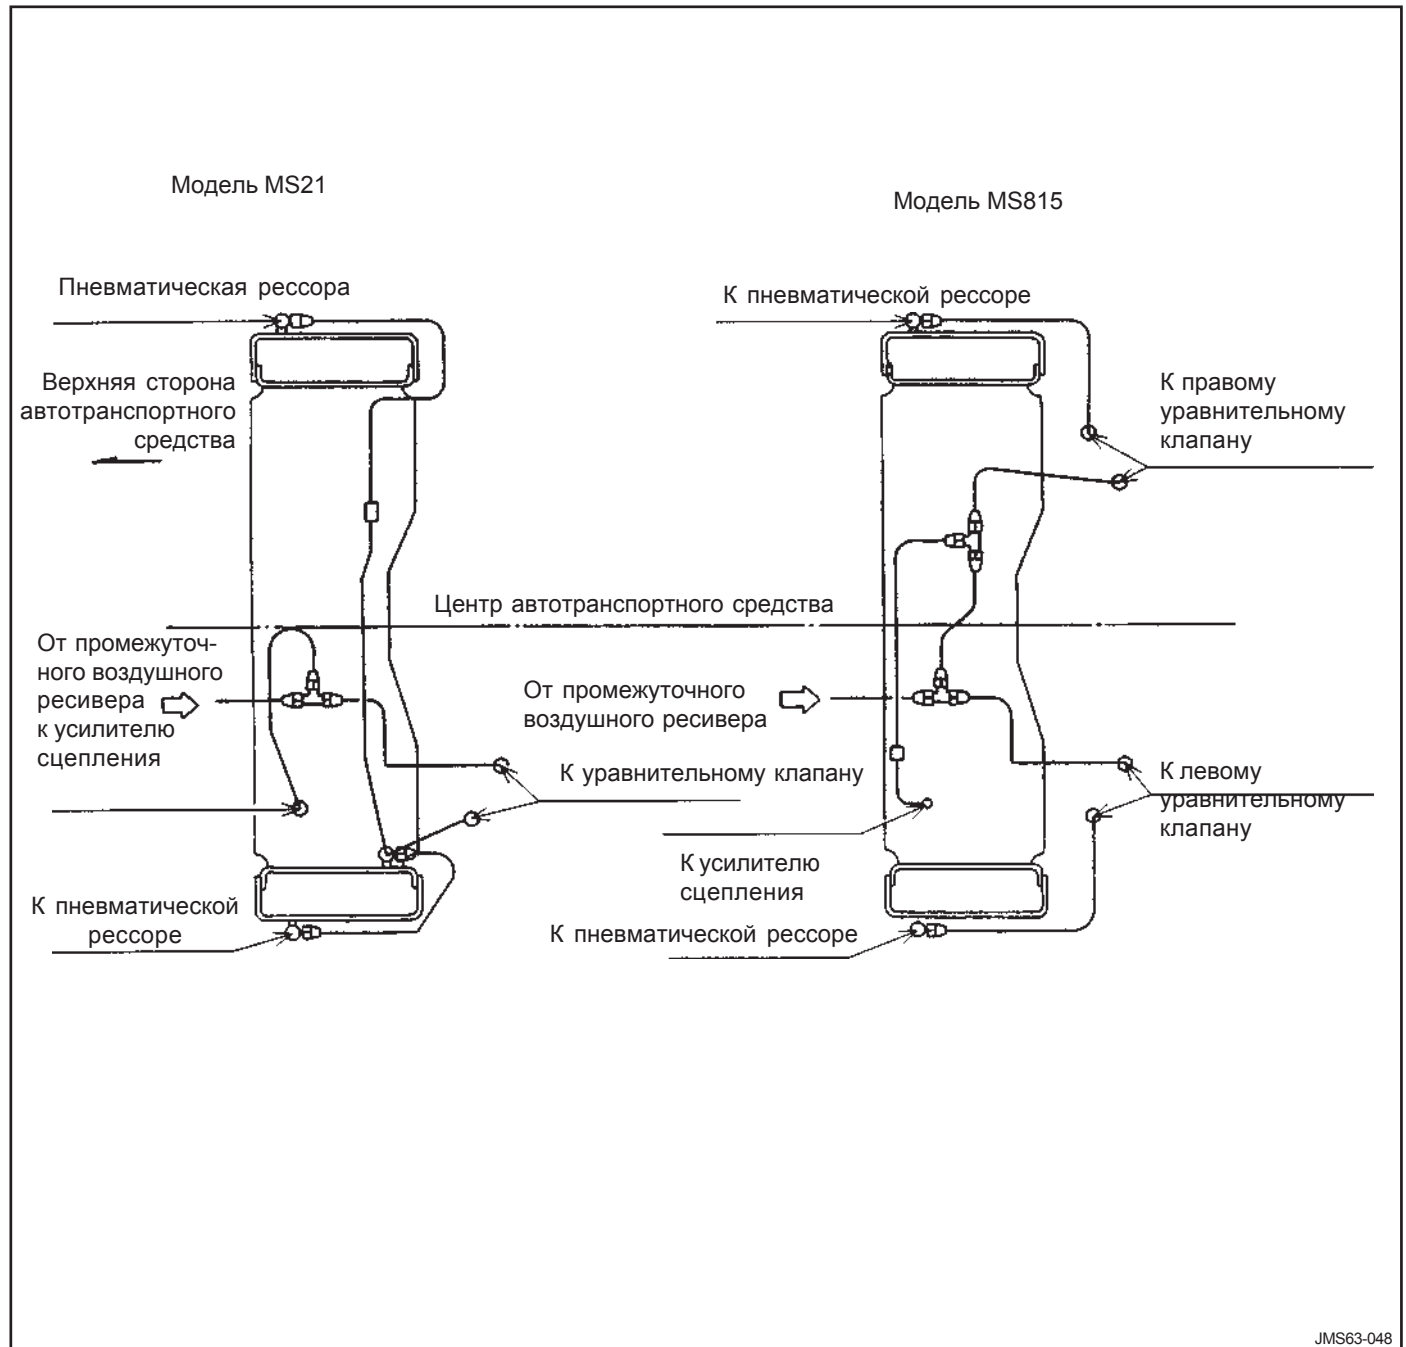 Модель MS21
Пневматическая рессора
Верхняя сторона
автотранспортного
средства
От промежуточ-
ного воздушного
ресивера
к усилителю
сцепления
К пневматической
рессоре
К уравнительному клапану
Центр автотранспортного средства
Модель MS815
К пневматической рессоре
К правому
уравнительному
клапану
От промежуточного
воздушного ресивера
К левому
уравнительному
клапану
К усилителю
сцепления
К пневматической рессоре
JMS63-048